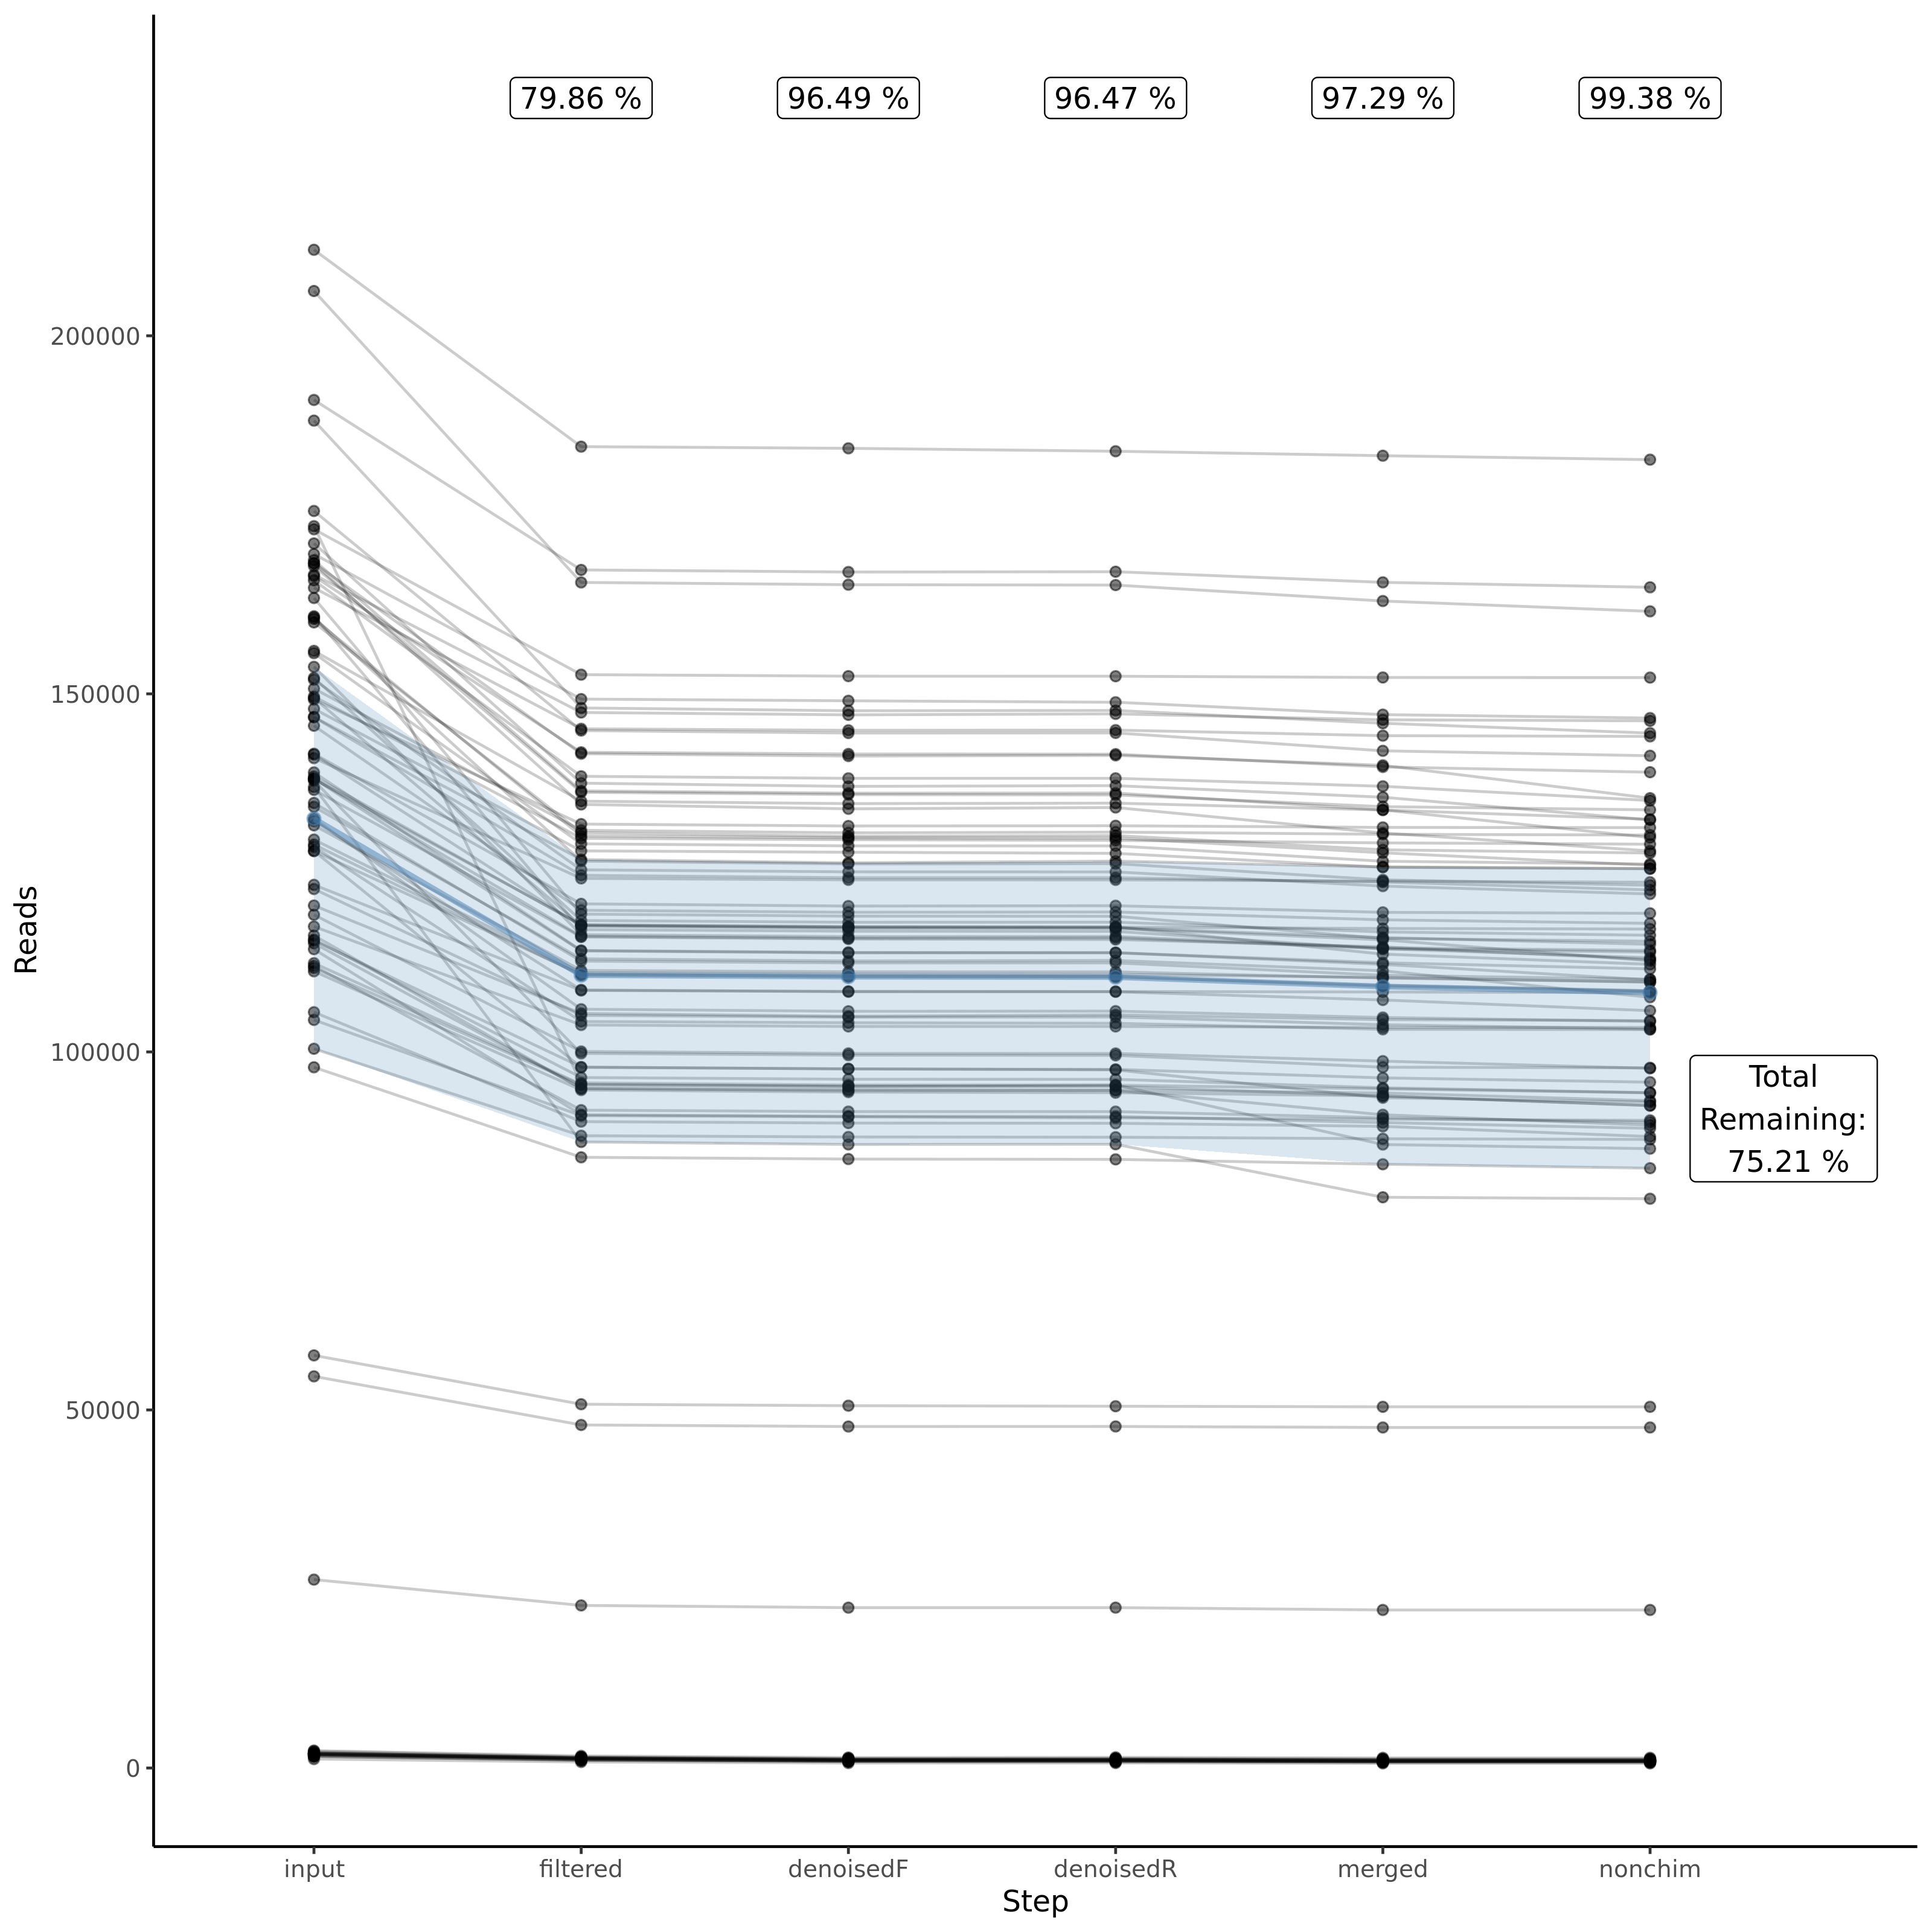 79.86 %
96.49 %
96.47 %
97.29 %
99.38 %
200000
150000
100000
50000
0
Reads
Total
Remaining:
75.21 %
input
filtered
denoisedF
denoisedR
merged
nonchim
Step